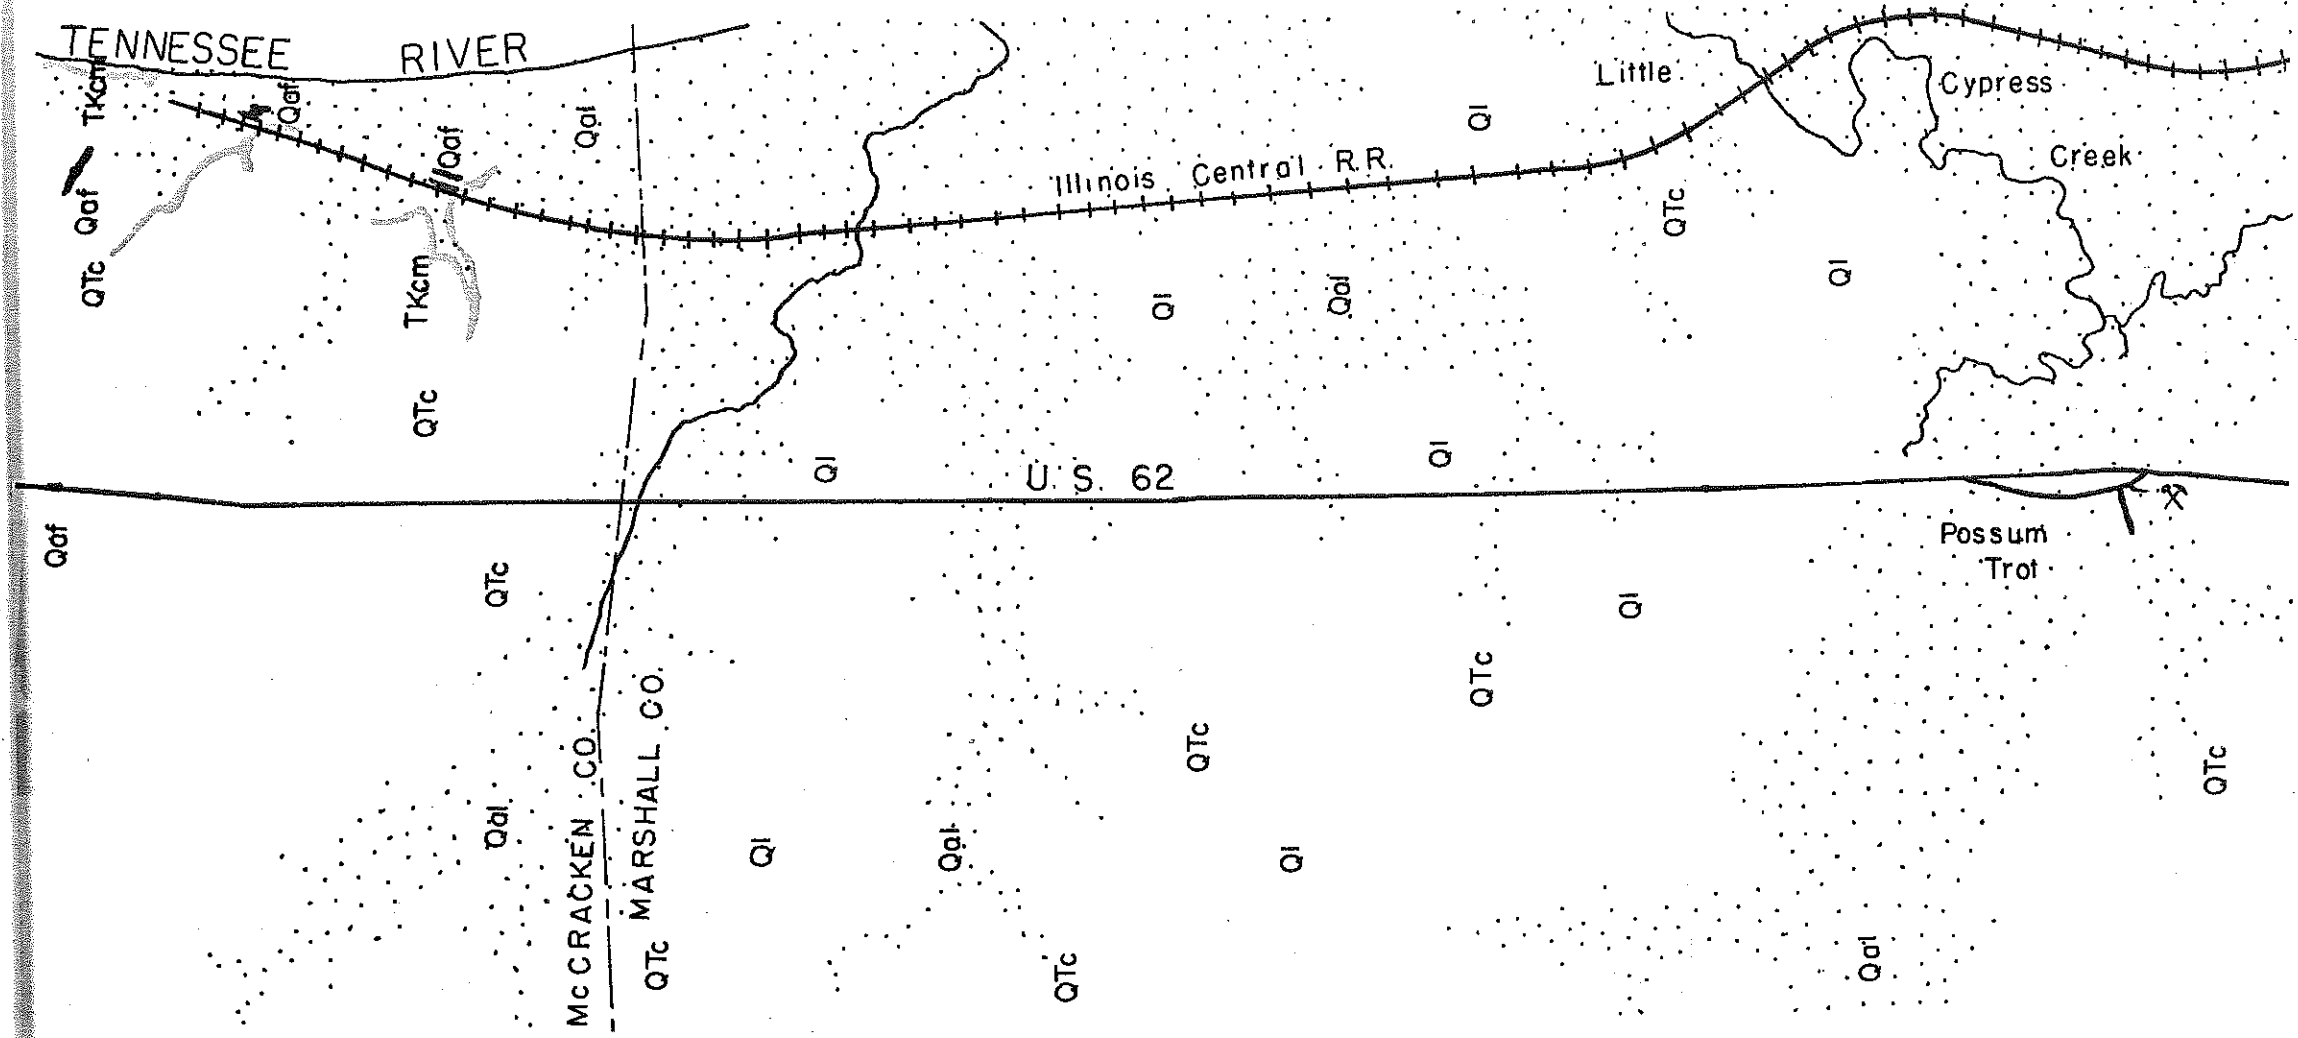 TENNESSEE RIVER
TKcm
Qaf
Qaf
Qal
Qaf
QTc
TKcm
QTc
Little
Cypress
Creek
Ql
Illinois Central R.R.
QTc
Ql
Ql
Qal
Ql
Ql
U.S. 62
Qaf
QTc
Possum
Trot
Ql
QTc
QTc
QTc
Qal
McCRACKEN CO.
MARSHALL CO.
QTc
Ql
Qal
Ql
QTc
Qal